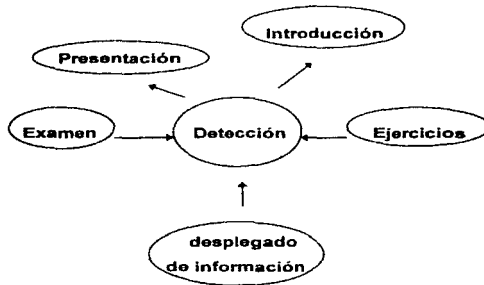 Introducción
Presentación
Examen
Detección
Ejercicios
desplegado
de información